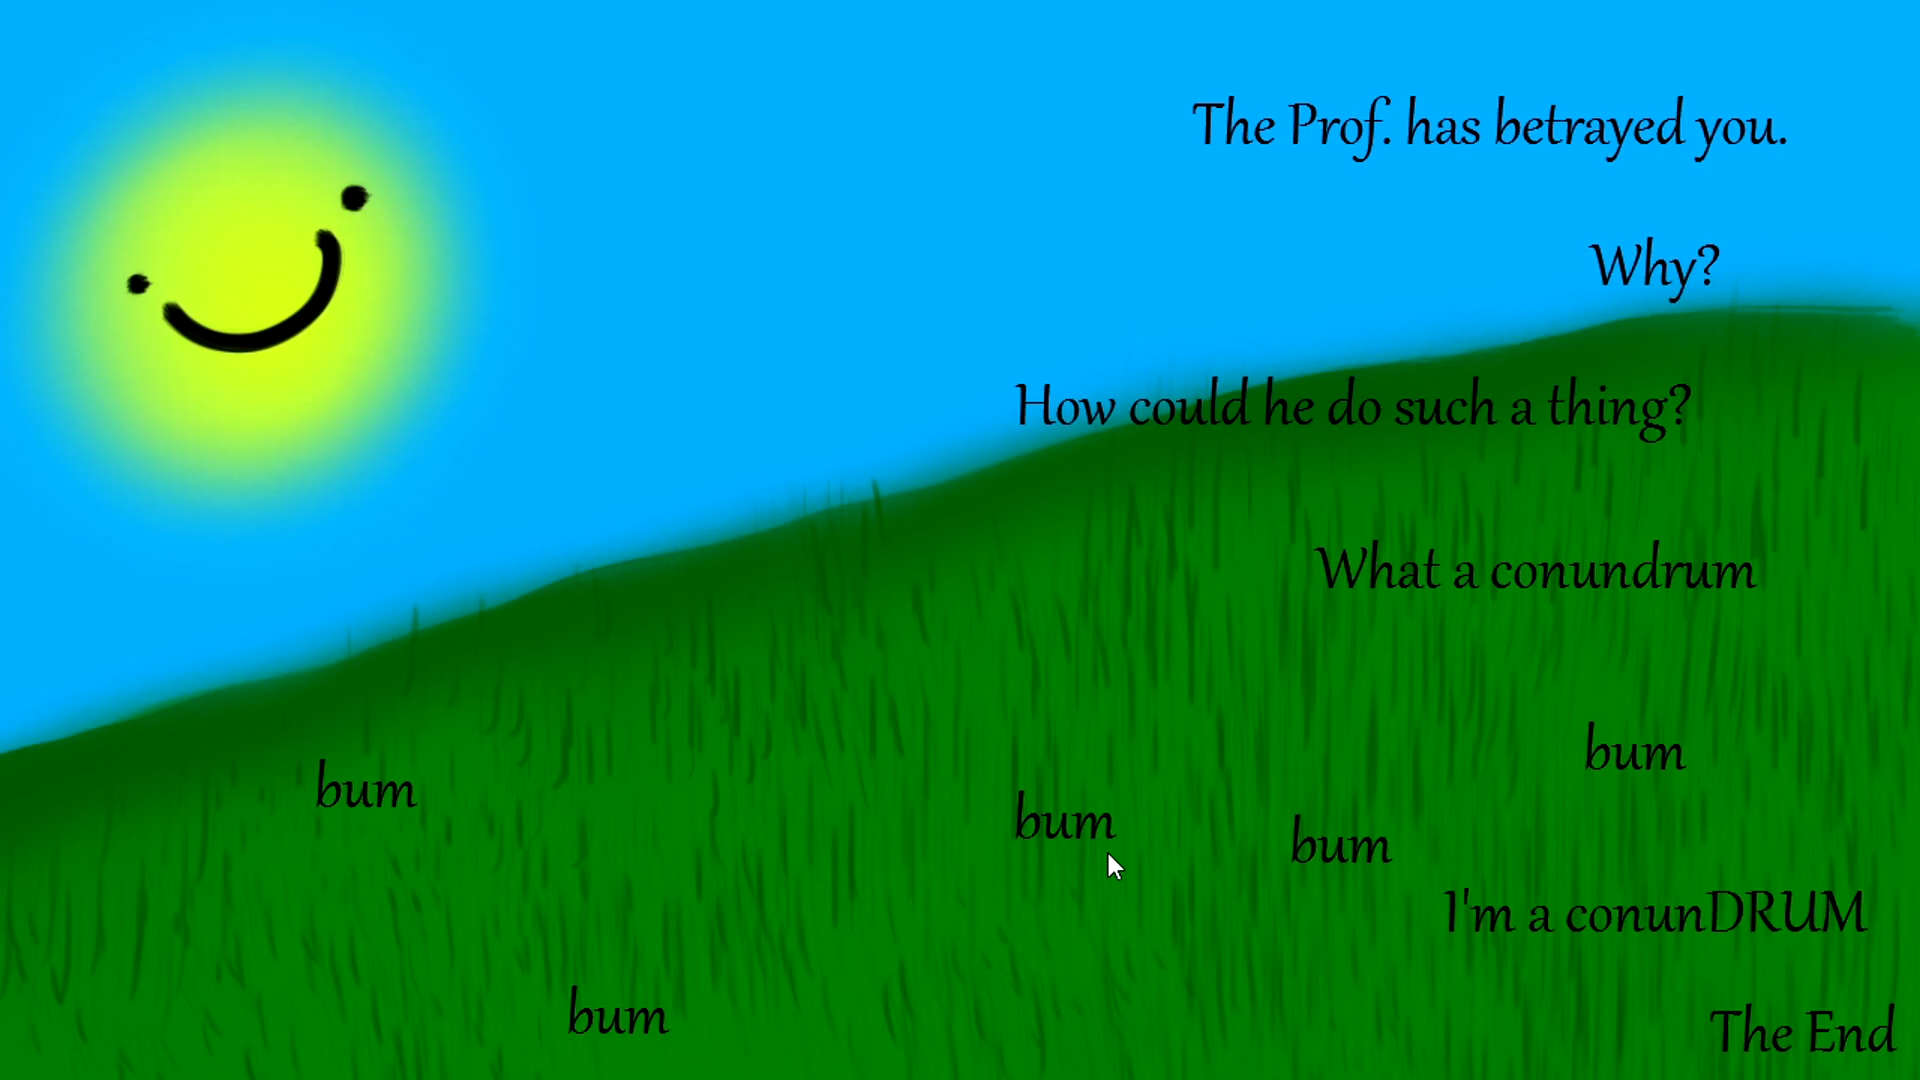 The Prof. has betrayed you.
Why?
How could he do such a thing?
What a conundrum
bum
bum
bum
bum
I'm a conunDRUM
bum
The End